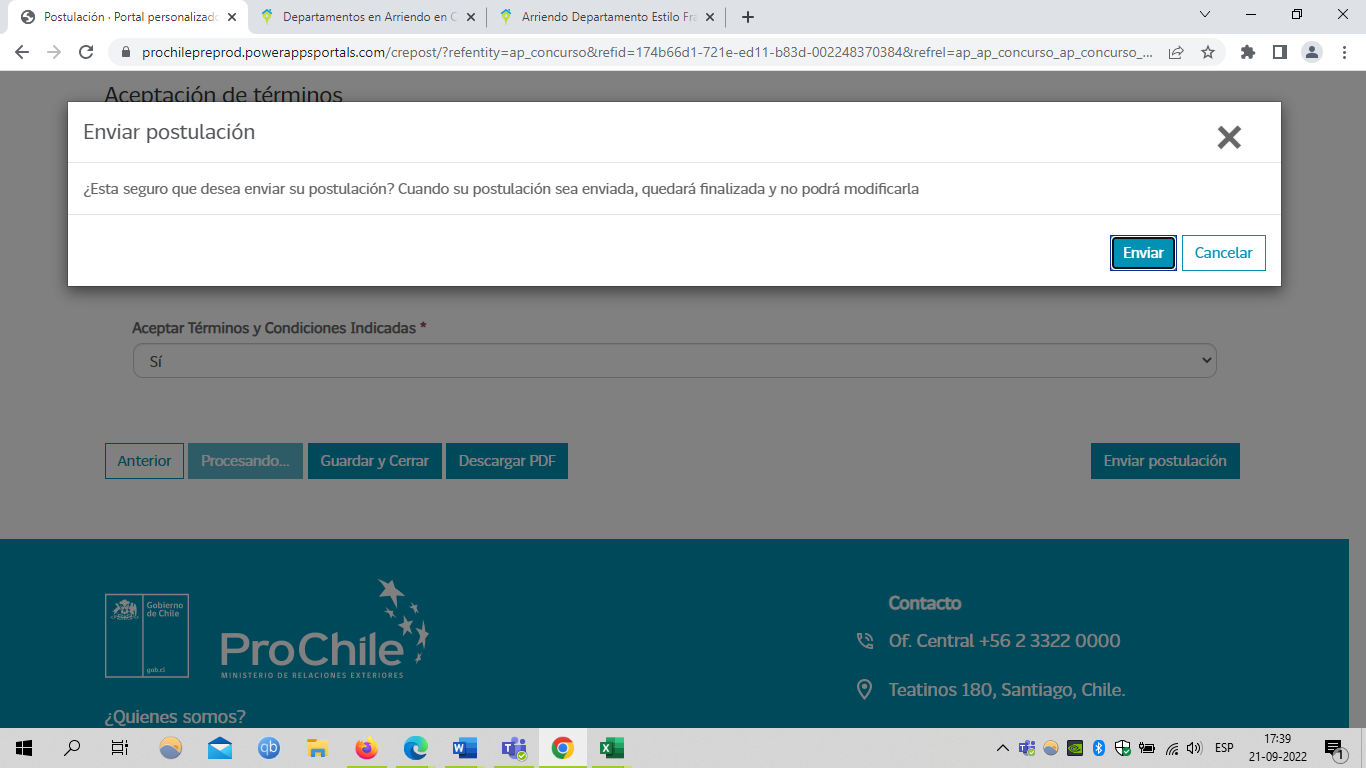 Postulación · Portal personalizado
Departamentos en Arriendo en C
Arriendo Departamento Estilo Fra
prochilepreprod.powerappsportals.com/crepost/?refentity=ap_concurso&refid=174b66d1-721e-ed11-b83d-002248370384&refrel=ap_ap_concurso_ap_concurso_...
Aceptación de términos
Enviar postulación
¿Esta seguro que desea enviar su postulación? Cuando su postulación sea enviada, quedará finalizada y no podrá modificarla
Enviar
Cancelar
Aceptar Términos y Condiciones Indicadas *
Sí
Anterior
Procesando...
Guardar y Cerrar
Descargar PDF
Enviar postulación
Gobierno
de Chile
gob.cl
ProChile
MINISTERIO DE RELACIONES EXTERIORES
Contacto
Of. Central +56 2 3322 0000
Teatinos 180, Santiago, Chile.
¿Quienes somos?
qb
ESP
17:39
21-09-2022
1